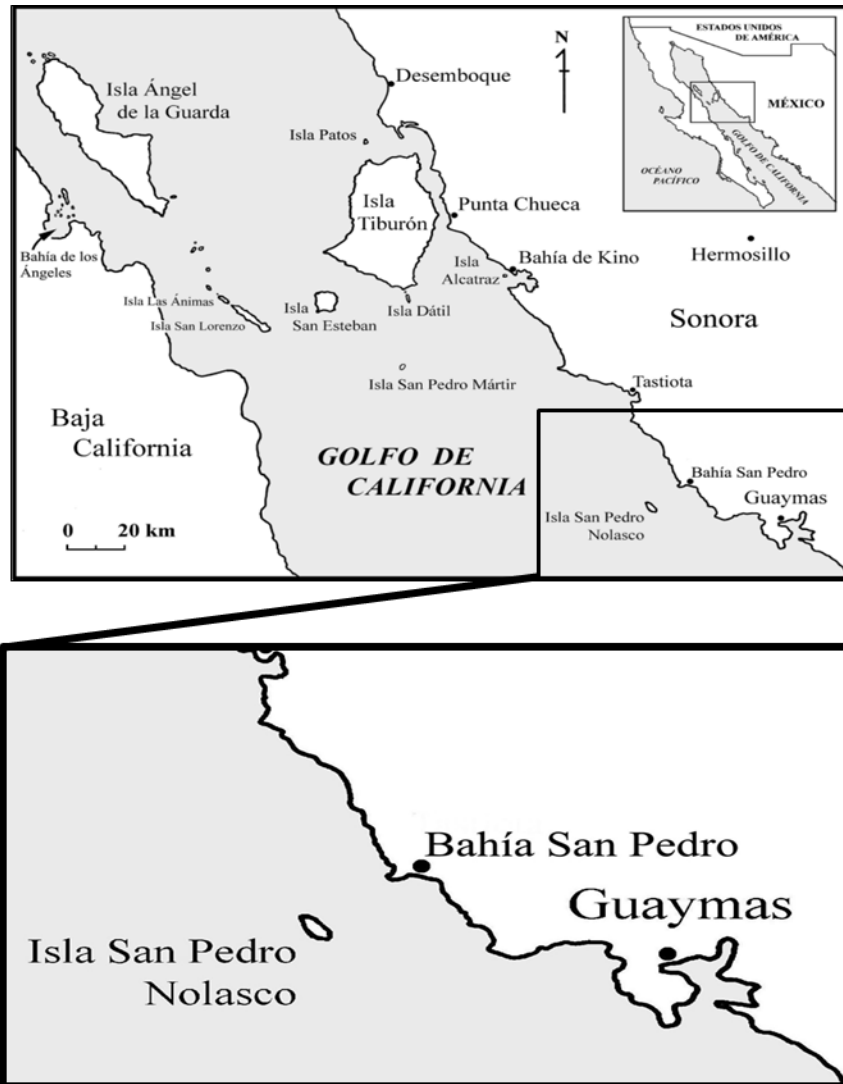 ESTADOS UNIDOS
DE AMÉRICA
MÉXICO
GOLFO DE CALIFORNIA
OCÉANO
PACÍFICO
N
Isla Ángel
de la Guarda
Desemboque
Isla Patos
Isla
Tiburón
Punta Chueca
Bahía de los
Ángeles
Bahía de Kino
Isla
Alcatraz
Hermosillo
Isla Las Ánimas
Isla San Lorenzo
Isla
San Esteban
Isla Dátil
Sonora
Isla San Pedro Mártir
Tastiota
Baja
California
GOLFO DE
CALIFORNIA
Bahía San Pedro
Guaymas
Isla San Pedro
Nolasco
0 20 km
Bahía San Pedro
Guaymas
Isla San Pedro
Nolasco